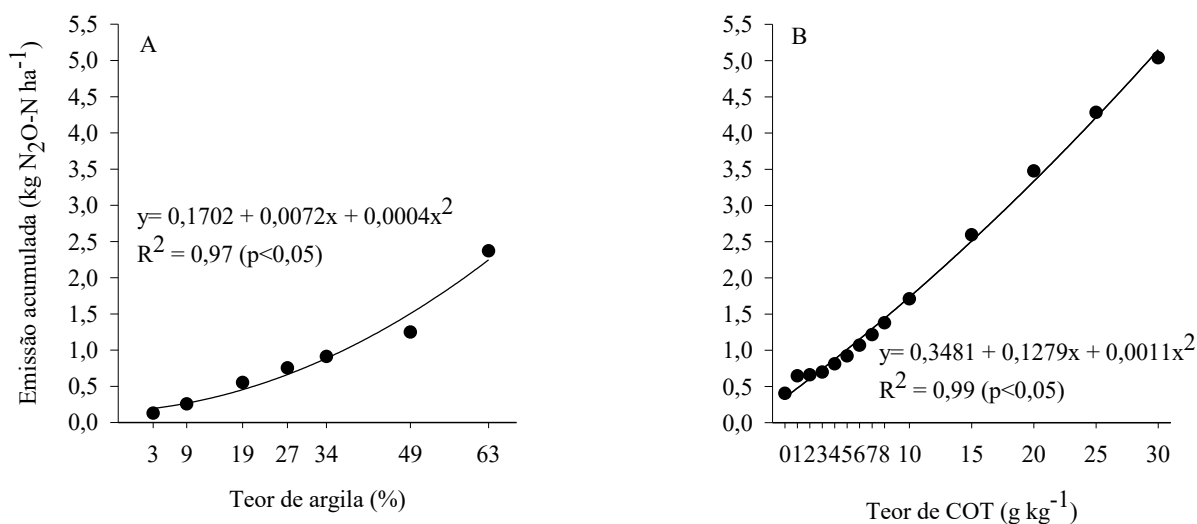 Emissão acumulada (kg N2O-N ha-1)
5,5
5,0
4,5
4,0
3,5
3,0
2,5
2,0
1,5
1,0
0,5
0,0
A
y= 0,1702 + 0,0072x + 0,0004x2
R2 = 0,97 (p<0,05)
3 9 19 27 34 49 63
Teor de argila (%)
5,5
5,0
4,5
4,0
3,5
3,0
2,5
2,0
1,5
1,0
0,5
0,0
B
y= 0,3481 + 0,1279x + 0,0011x2
R2 = 0,99 (p<0,05)
012345678 10 15 20 25 30
Teor de COT (g kg-1)